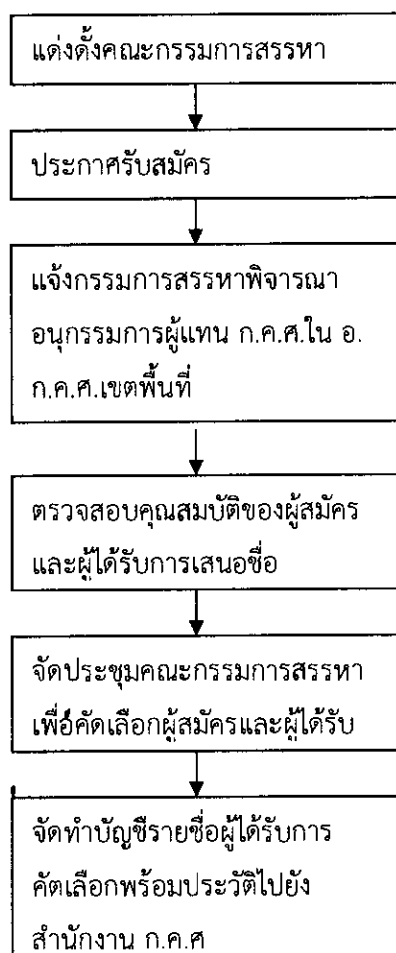 แต่งตั้งคณะกรรมการสรรหา
ประกาศรับสมัคร
แจ้งกรรมการสรรหาพิจารณา
อนุกรรมการผู้แทน ก.ค.ศ.ใน อ.
ก.ค.ศ.เขตพื้นที่
ตรวจสอบคุณสมบัติของผู้สมัคร
และผู้ได้รับการเสนอชื่อ
จัดประชุมคณะกรรมการสรรหา
เพื่อคัดเลือกผู้สมัครและผู้ได้รับ
จัดทำบัญชีรายชื่อผู้ได้รับการ
คัตเลือกพร้อมประวัติไปยัง
สำนักงาน ก.ค.ศ